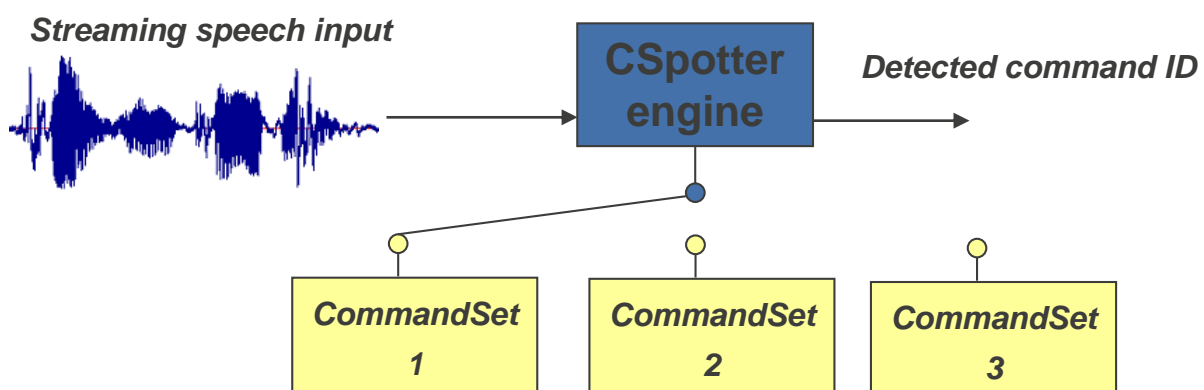 Streaming speech input
CSpotter
engine
Detected command ID
CommandSet
1
CommandSet
2
CommandSet
3